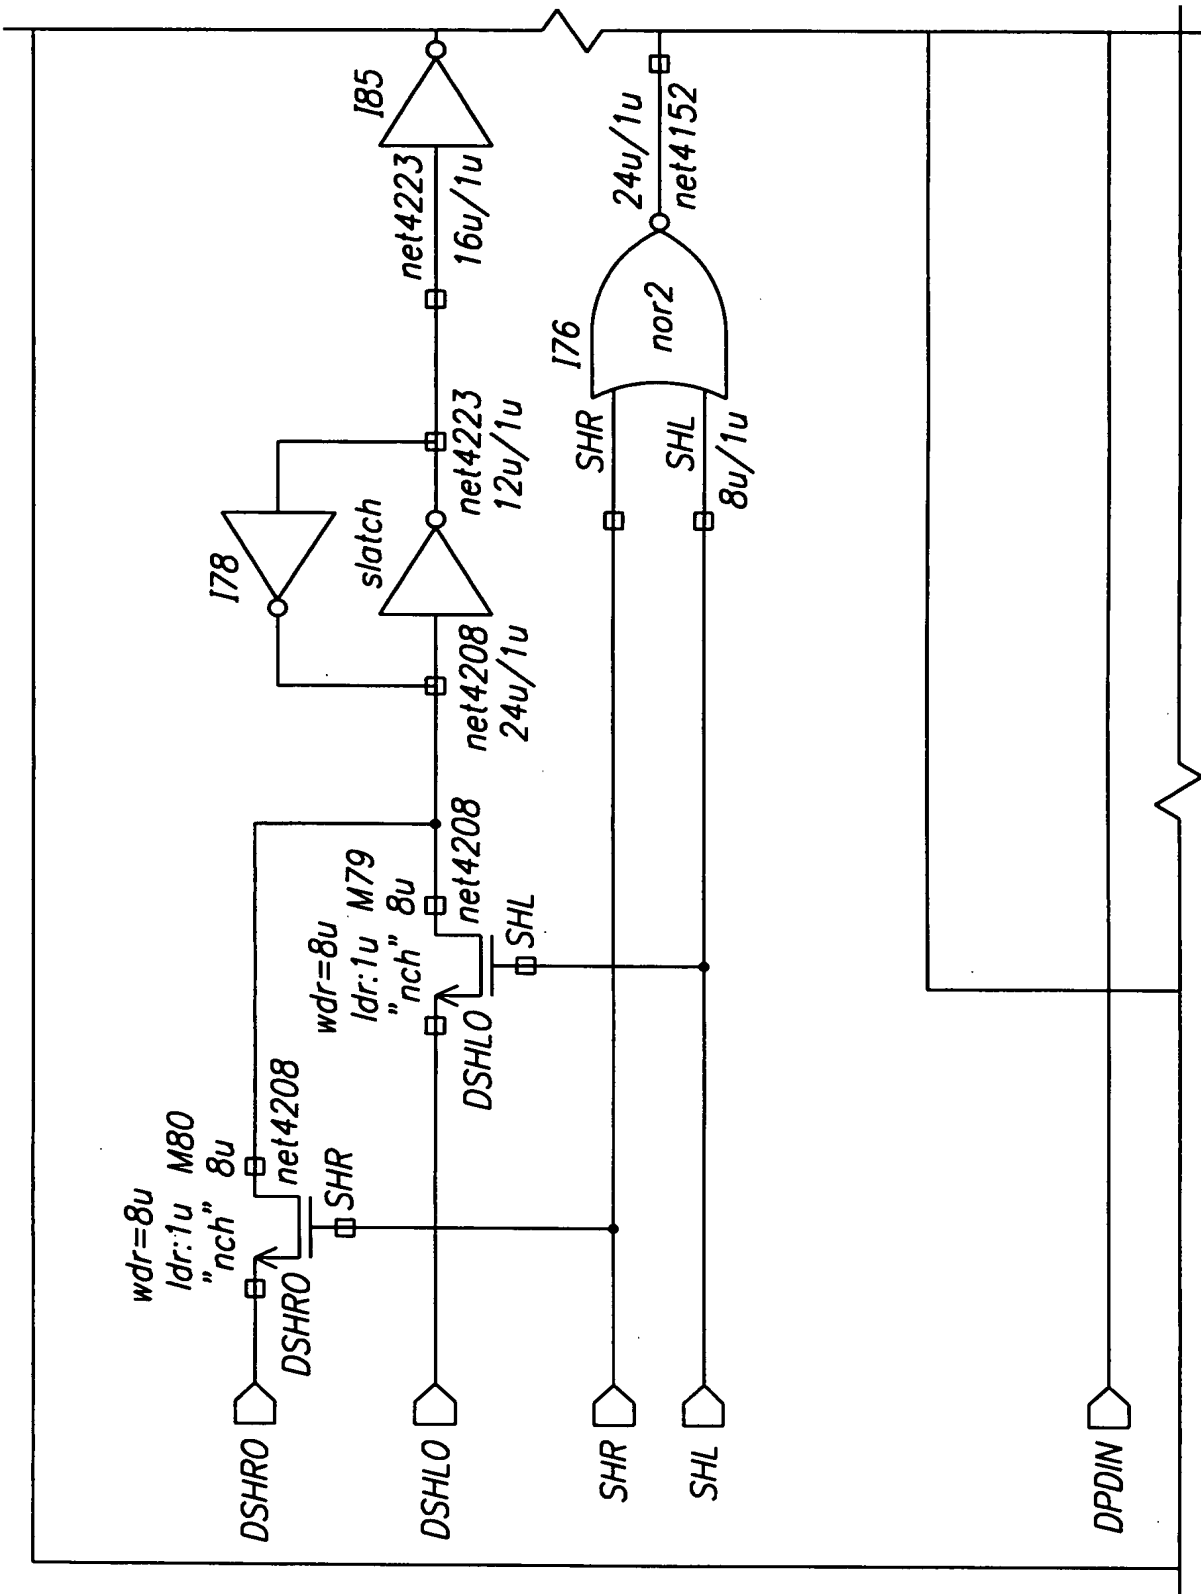 DSHRO
DSHRO
wdr=8u
ldr:1u M80
"nch" 8u
net4208
SHR
DSHLO
DSHLO
wdr=8u
ldr:1u M79
"nch" 8u
net4208
SHL
I78
slatch
net4208
24u/1u
net4223
12u/1u
I85
net4223
16u/1u
SHR
SHL
SHR
SHL
8u/1u
I76
nor2
24u/1u
net4152
DPDIN